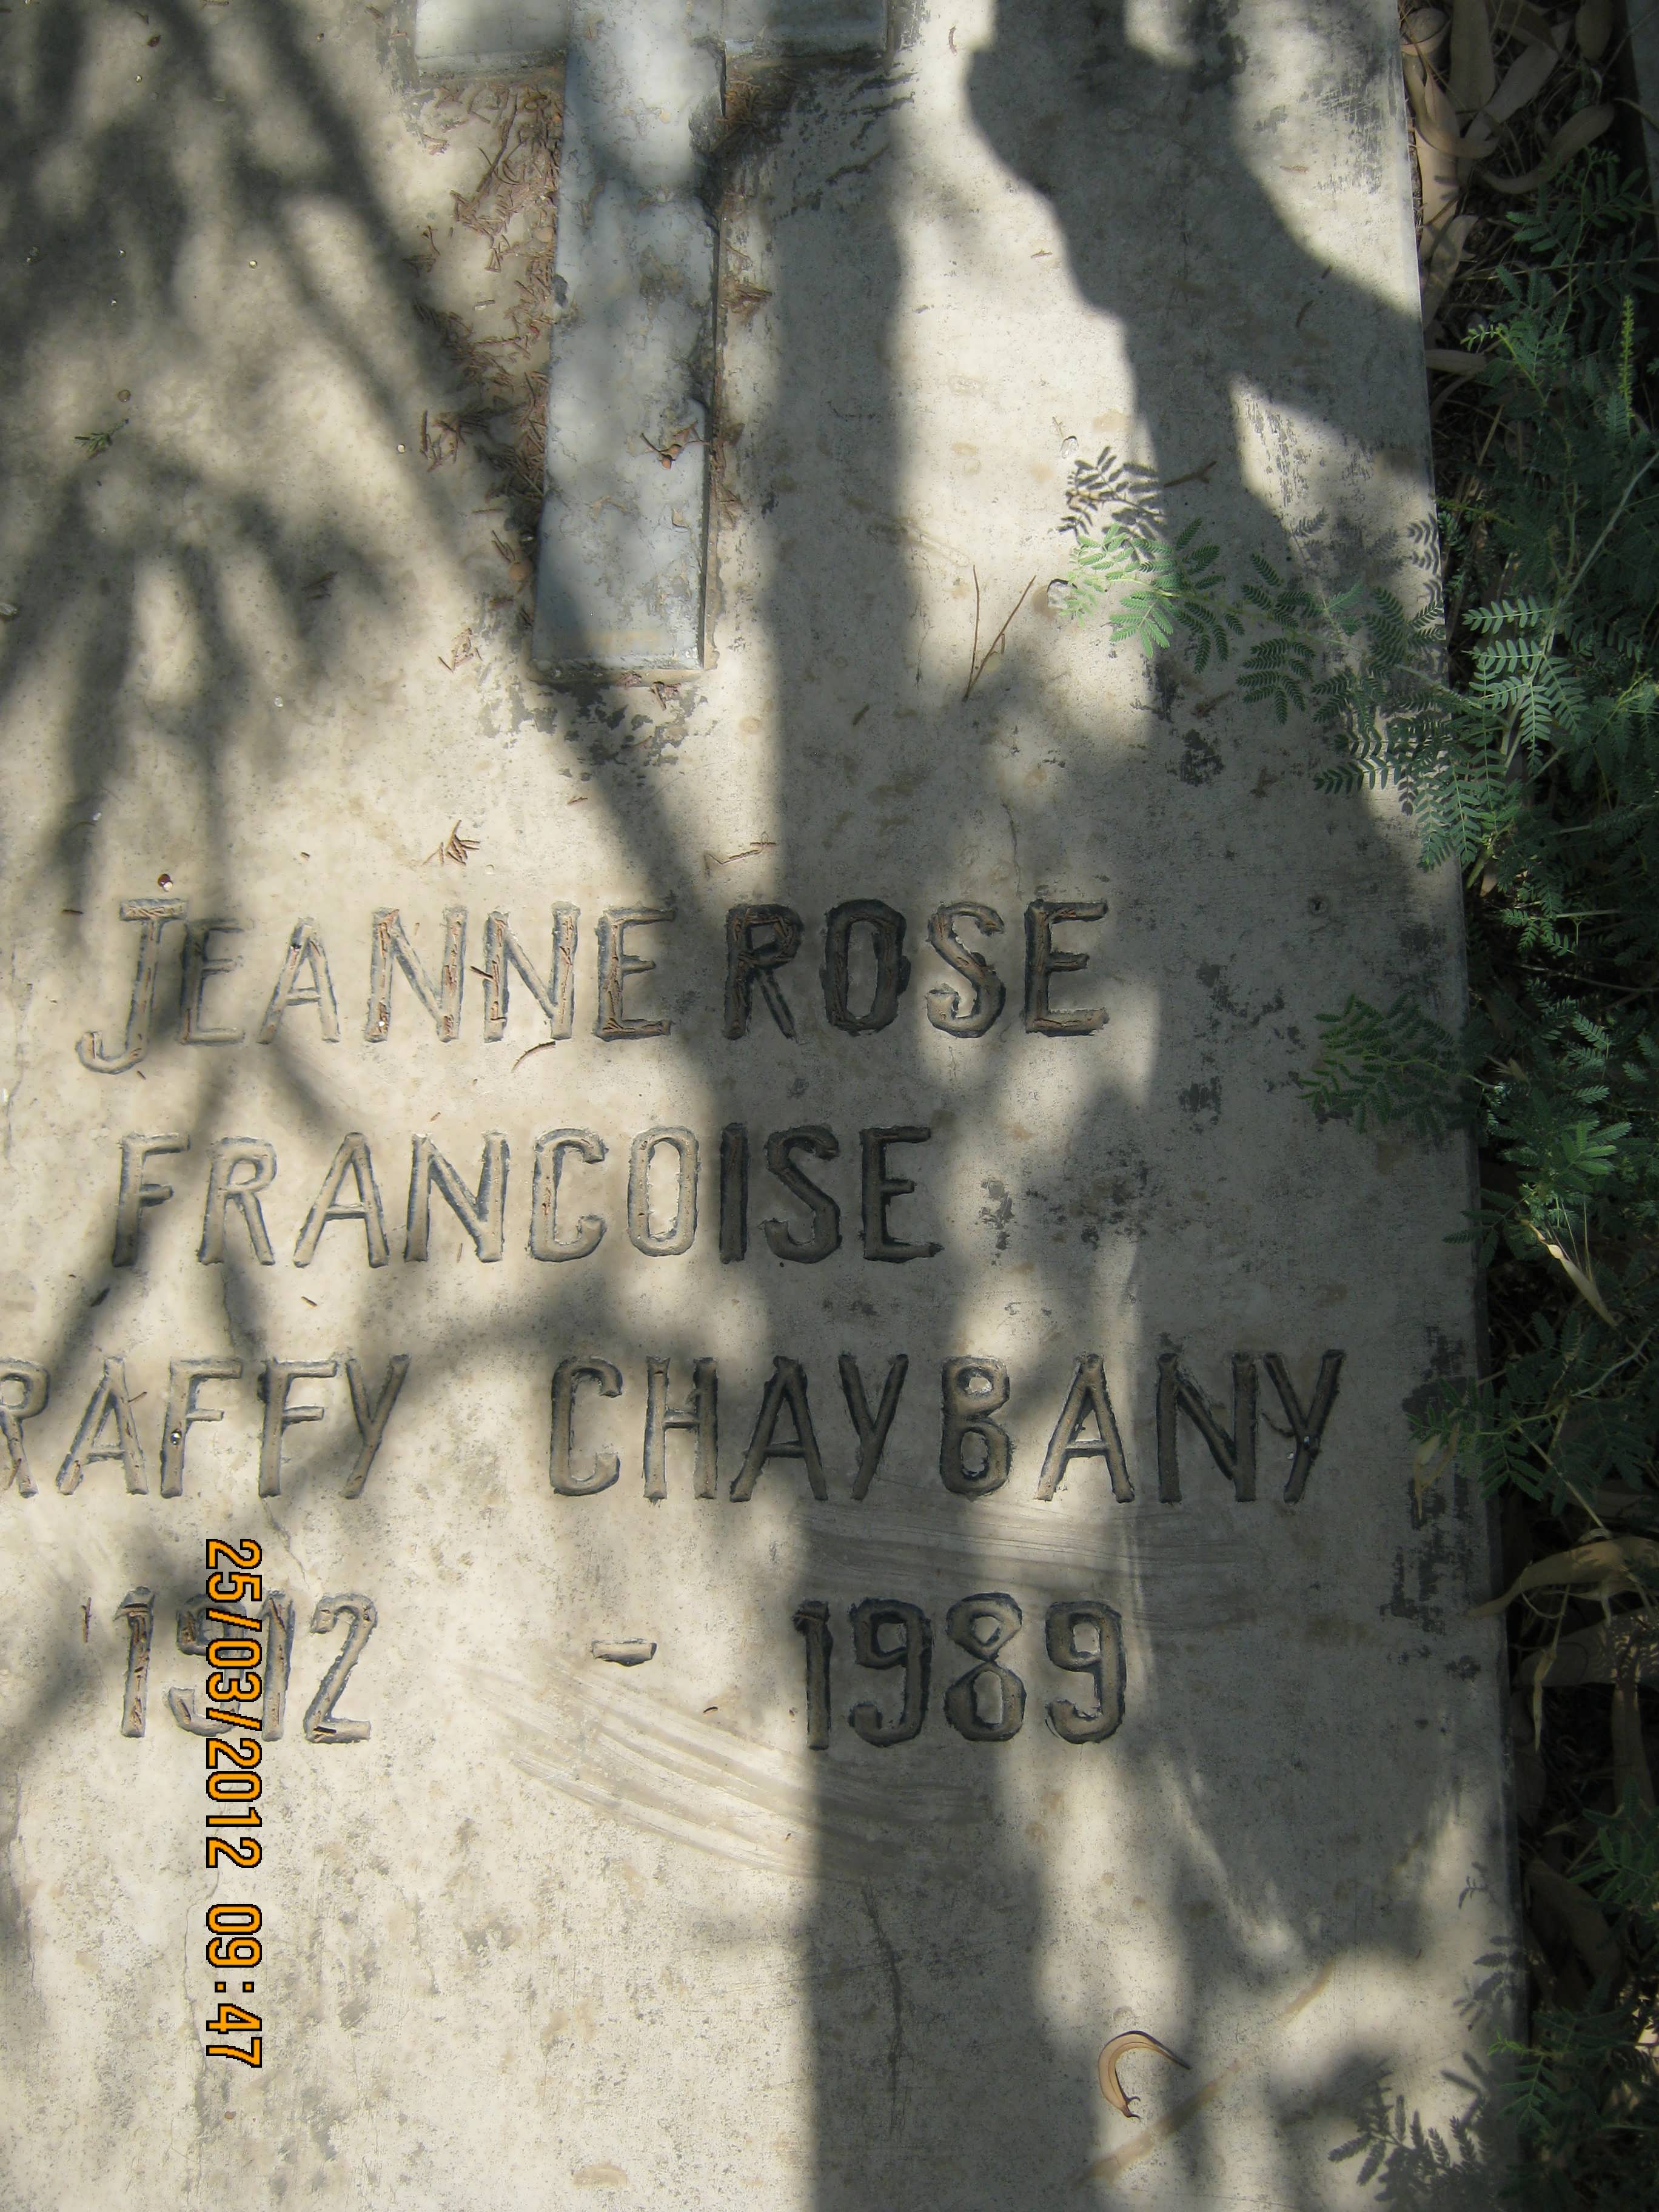 JEANNE ROSE
FRANCOISE
RAFFY CHAYBANY
1912 - 1989
25/03/2012 09:47